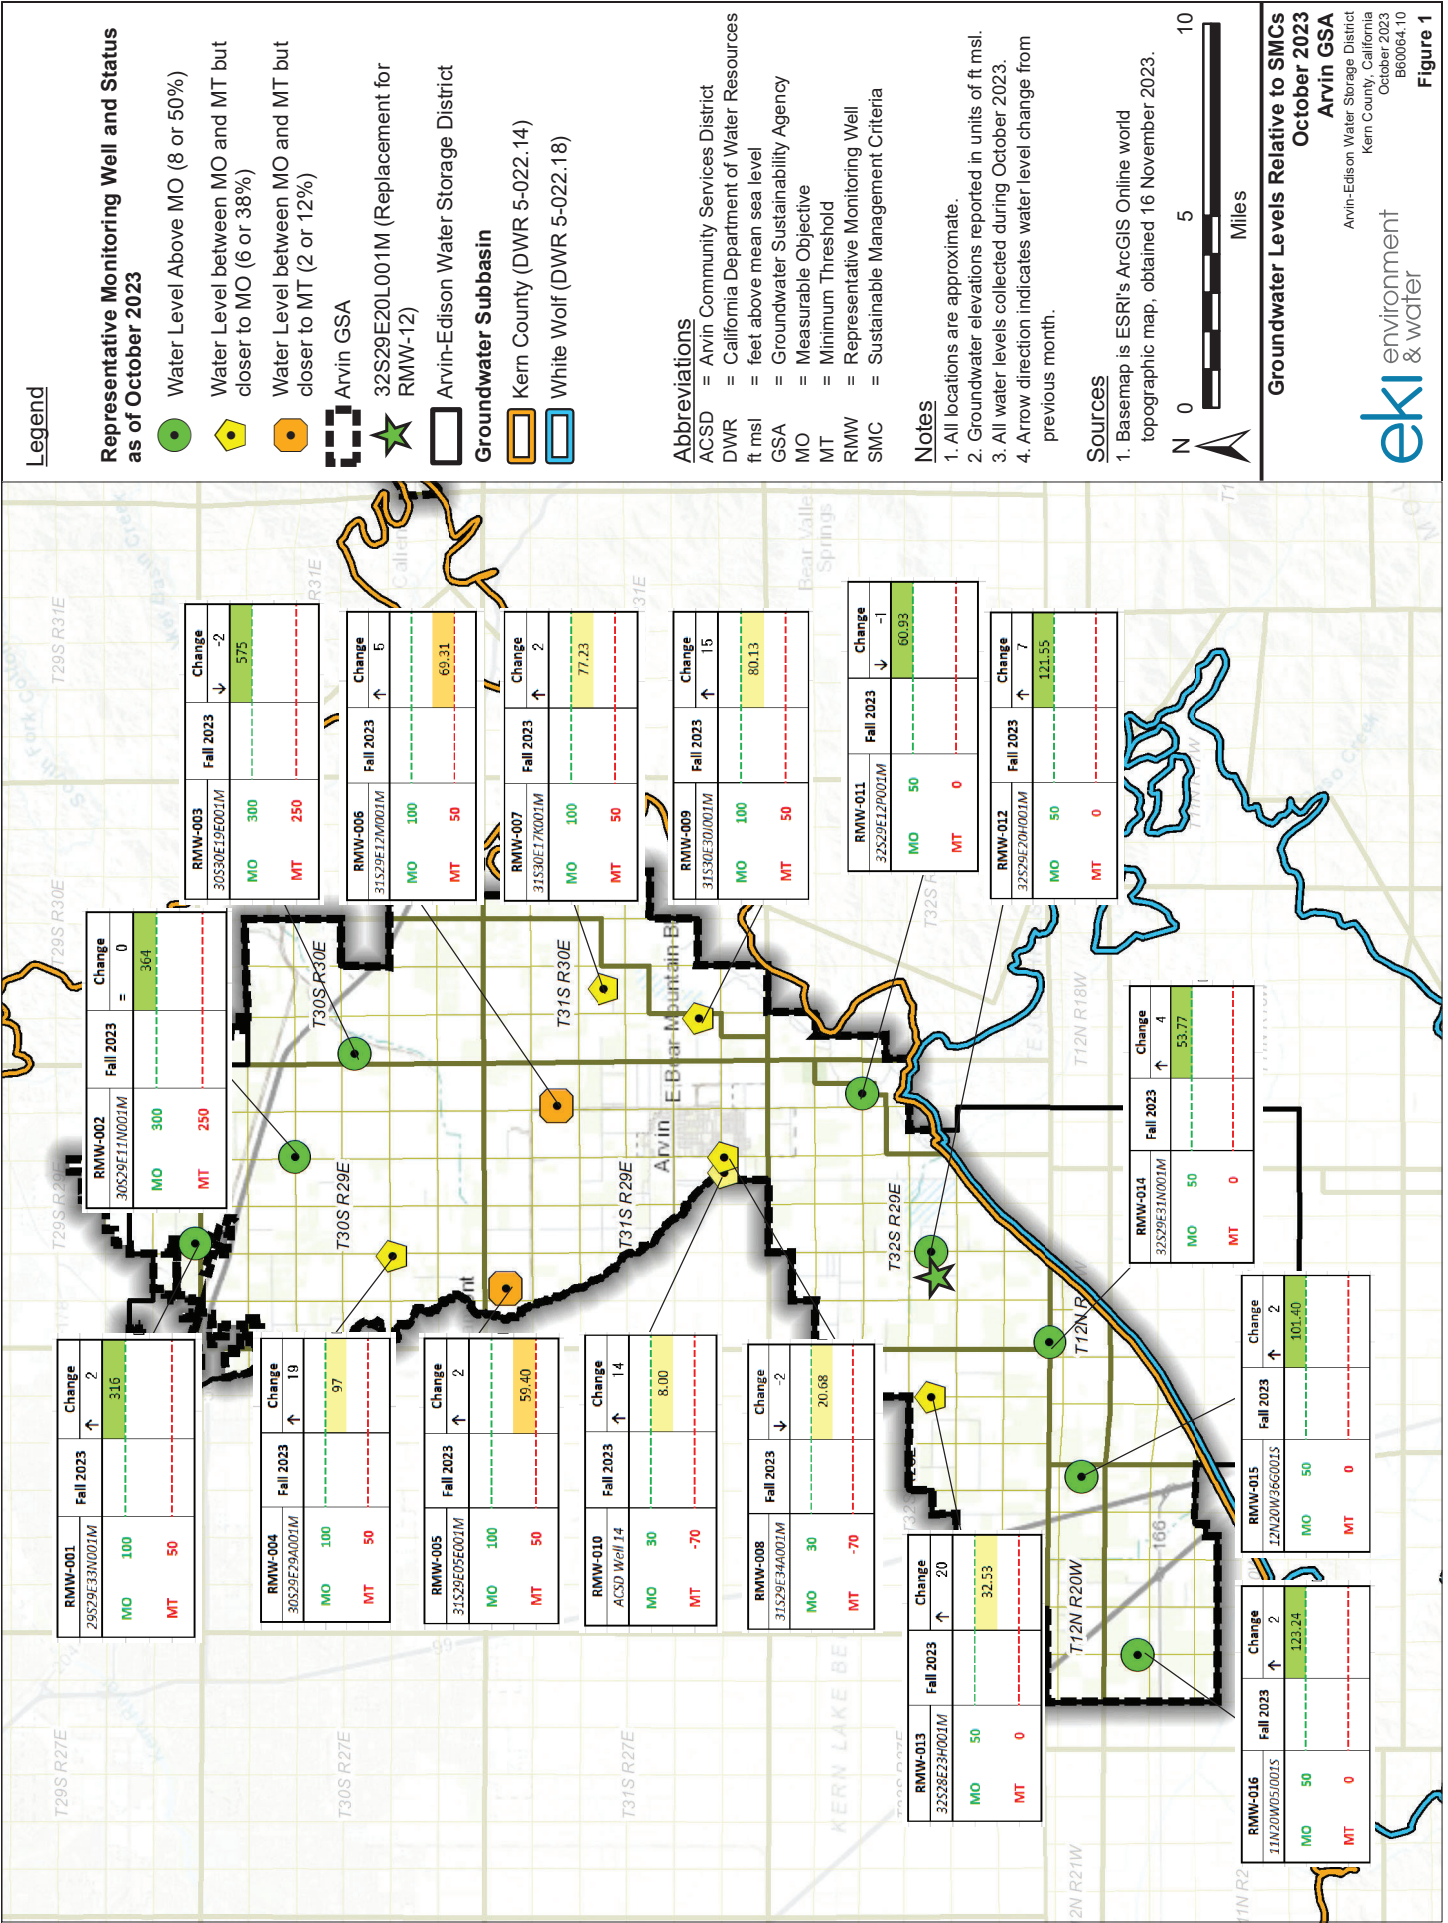 Legend
Representative Monitoring Well and Status
as of October 2023
Water Level Above MO (8 or 50%)
Water Level between MO and MT but
closer to MO (6 or 38%)
Water Level between MO and MT but
closer to MT (2 or 12%)
Arvin GSA
32S29E20L001M (Replacement for
RMW-12)
Arvin-Edison Water Storage District
Groundwater Subbasin
Kern County (DWR 5-022.14)
White Wolf (DWR 5-022.18)
Abbreviations
ACSD = Arvin Community Services District
DWR = California Department of Water Resources
ft msl = feet above mean sea level
GSA = Groundwater Sustainability Agency
MO = Measurable Objective
MT = Minimum Threshold
RMW = Representative Monitoring Well
SMC = Sustainable Management Criteria
Notes
1. All locations are approximate.
2. Groundwater elevations reported in units of ft msl.
3. All water levels collected during October 2023.
4. Arrow direction indicates water level change from
previous month.
Sources
1. Basemap is ESRI's ArcGIS Online world
topographic map, obtained 16 November 2023.
N
0 5 10
Miles
Groundwater Levels Relative to SMCs
October 2023
Arvin GSA
Arvin-Edison Water Storage District
Kern County, California
October 2023
B60064.10
Figure 1
eki environment
& water
RMW-001 Fall 2023 Change
29S29E33N001M ↑ 2
MO 100 316
MT 50
RMW-002 Fall 2023 Change
30S29E11N001M = 0
MO 300 364
MT 250
RMW-003 Fall 2023 Change
30S30E19E001M ↓ -2
MO 300 575
MT 250
RMW-004 Fall 2023 Change
30S29E29A001M ↑ 19
MO 100 97
MT 50
RMW-006 Fall 2023 Change
31S29E12M001M ↑ 5
MO 100
MT 50 69.31
RMW-005 Fall 2023 Change
31S29E05E001M ↑ 2
MO 100
MT 50 59.40
RMW-007 Fall 2023 Change
31S30E17K001M ↑ 2
MO 100 77.23
MT 50
RMW-010 Fall 2023 Change
ACSD Well 14 ↑ 14
MO 30 8.00
MT -70
RMW-009 Fall 2023 Change
31S30E30J001M ↑ 15
MO 100 80.13
MT 50
RMW-008 Fall 2023 Change
31S29E34A001M ↓ -2
MO 30 20.68
MT -70
RMW-011 Fall 2023 Change
32S29E12P001M ↓ -1
MO 50 60.93
MT 0
RMW-012 Fall 2023 Change
32S29E20H001M ↑ 7
MO 50 121.55
MT 0
RMW-013 Fall 2023 Change
32S28E23H001M ↑ 20
MO 50 32.53
MT 0
RMW-014 Fall 2023 Change
32S29E31N001M ↑ 4
MO 50 53.77
MT 0
RMW-015 Fall 2023 Change
12N20W36G001S ↑ 2
MO 50 101.40
MT 0
RMW-016 Fall 2023 Change
11N20W05J001S ↑ 2
MO 50 123.24
MT 0
T29S R27E
T29S R30E
T29S R31E
T30S R27E
T30S R29E
T30S R30E
T31S R27E
T31S R29E
T31S R30E
Arvin
E Bear Mountain Bl
T32S R29E
T12N R18W
T12N R20W
166
99
KERN LAKE BE
Bear Valle
Springs